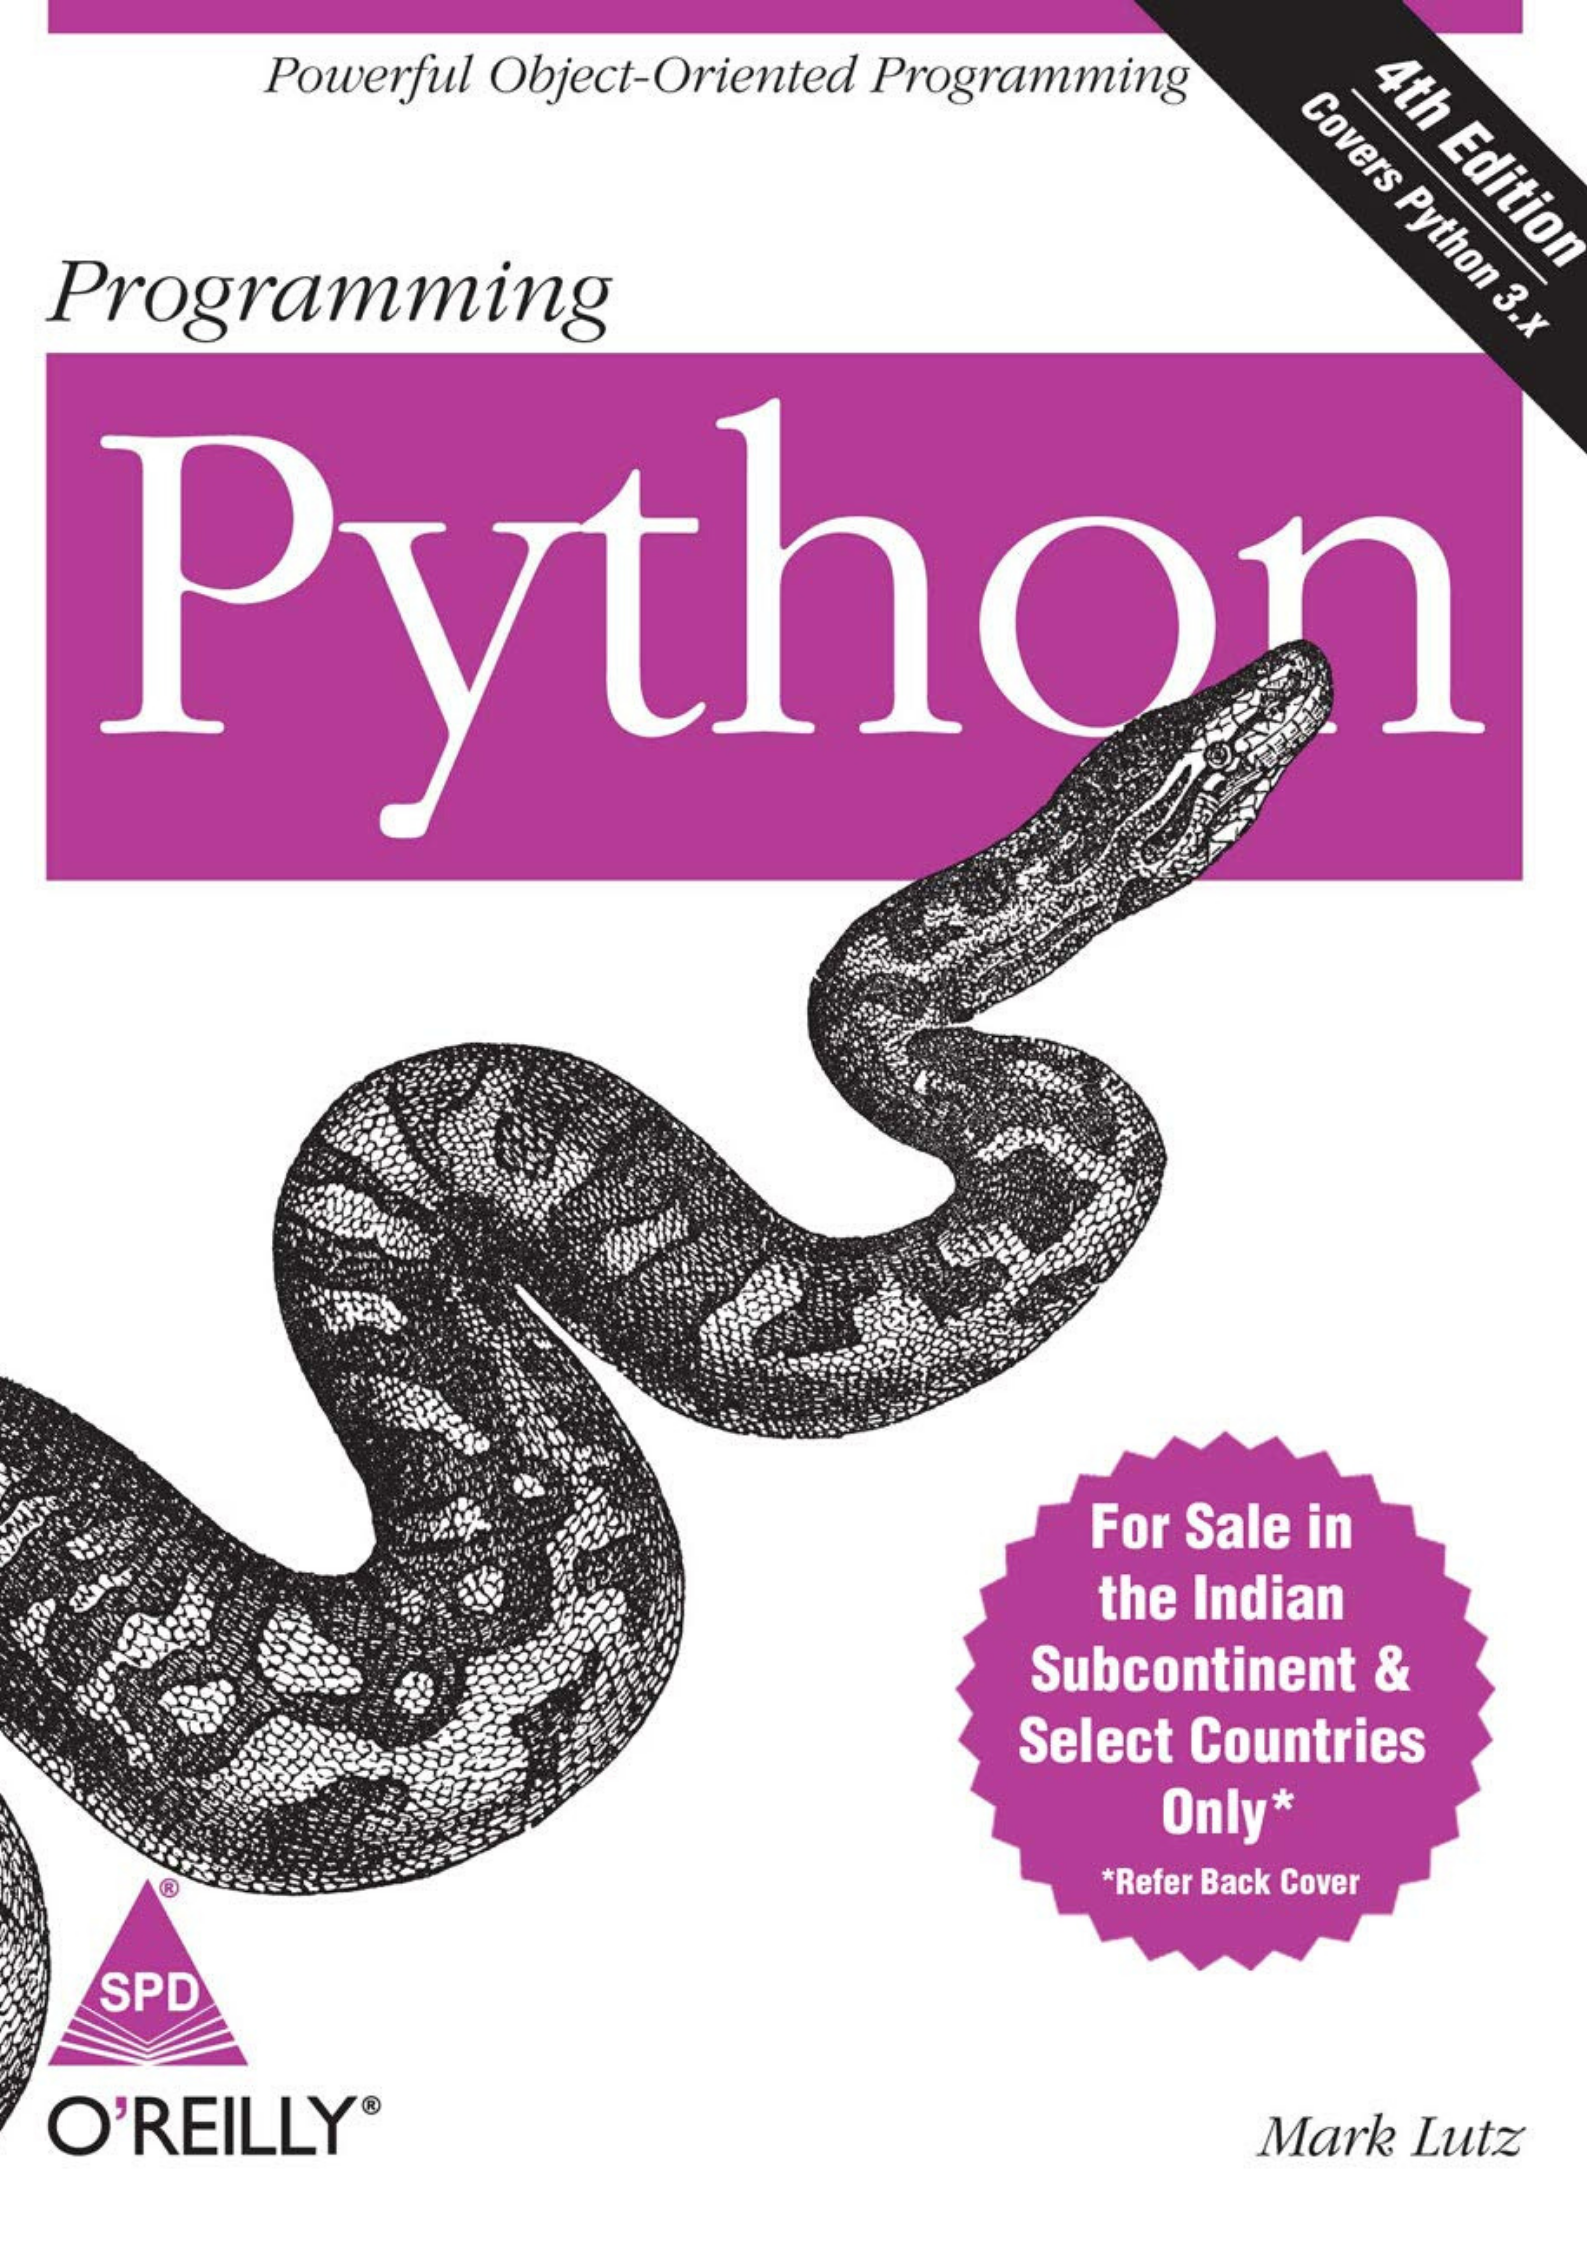 Powerful Object-Oriented Programming
4th Edition
Covers Python 3.x
Programming
Python
For Sale in
the Indian
Subcontinent &
Select Countries
Only*
*Refer Back Cover
®
SPD
O'REILLY®
Mark Lutz